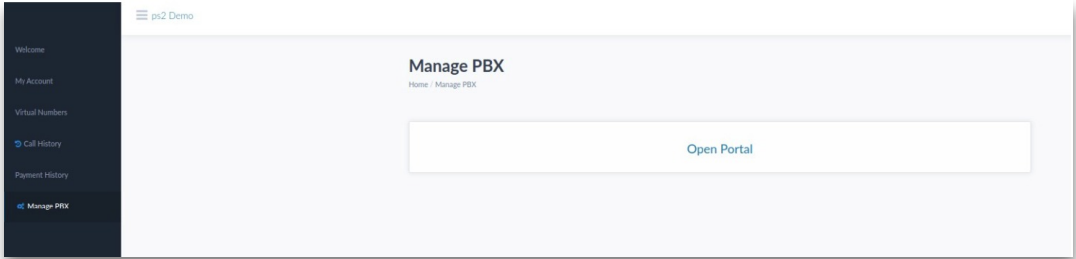 ps2 Demo
Welcome
My Account
Virtual Numbers
Call History
Payment History
Manage PBX
Manage PBX
Home / Manage PBX
Open Portal